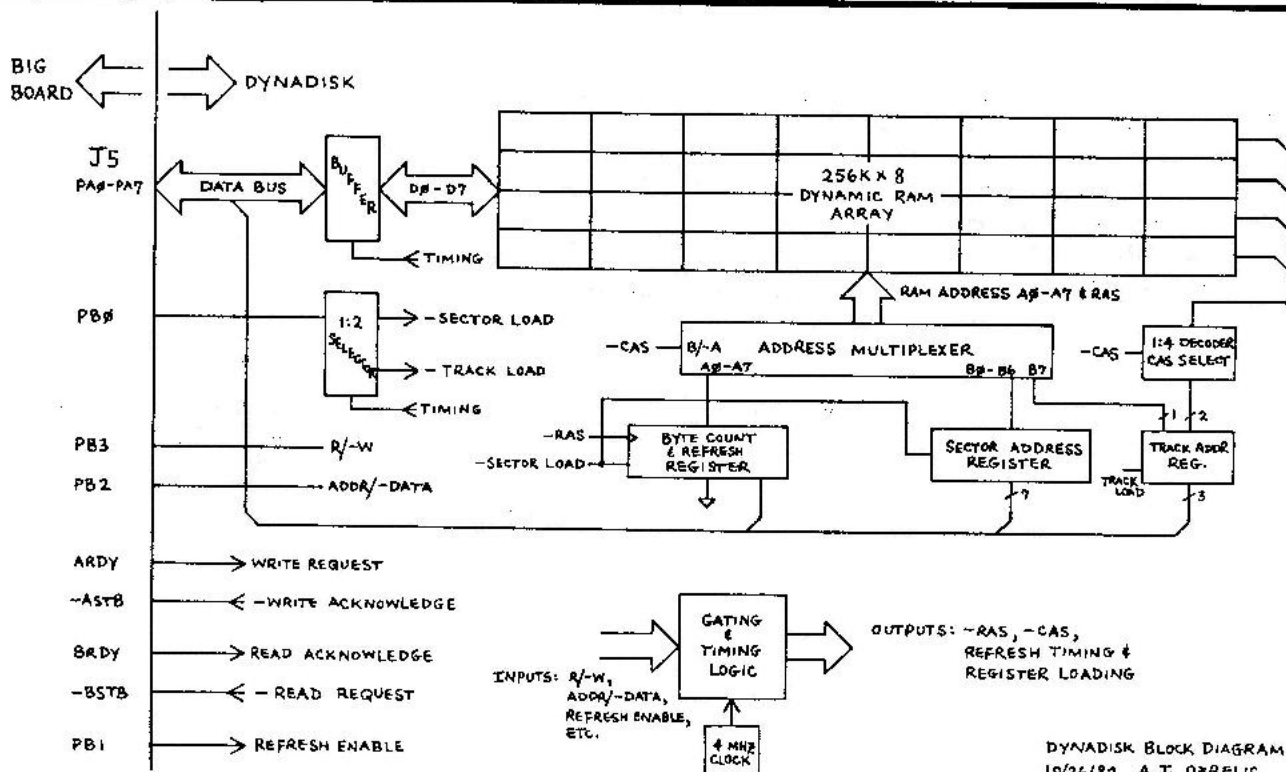 BIG
BOARD
DYNADISK
J5
PAØ-PA7
DATA BUS
BUFFER
DØ-D7
TIMING
256K x 8
DYNAMIC RAM
ARRAY
RAM ADDRESS AØ-A7 & RAS
PBØ
1:2
SELECTOR
-SECTOR LOAD
-TRACK LOAD
TIMING
-CAS
B/-A
ADDRESS MULTIPLEXER
AØ-A7
BØ-B6
B7
-CAS
1:4 DECODER
CAS SELECT
1
2
PB3
R/-W
-RAS
-SECTOR LOAD
BYTE COUNT
& REFRESH
REGISTER
SECTOR ADDRESS
REGISTER
TRACK ADDR
REG.
TRACK
LOAD
7
3
PB2
ADDR/-DATA
ARDY
WRITE REQUEST
-ASTB
-WRITE ACKNOWLEDGE
BRDY
READ ACKNOWLEDGE
-BSTB
-READ REQUEST
PB1
REFRESH ENABLE
INPUTS: R/-W,
ADDR/-DATA,
REFRESH ENABLE,
ETC.
GATING
&
TIMING
LOGIC
4 MHZ
CLOCK
OUTPUTS: -RAS, -CAS,
REFRESH TIMING &
REGISTER LOADING
DYNADISK BLOCK DIAGRAM
A.T.